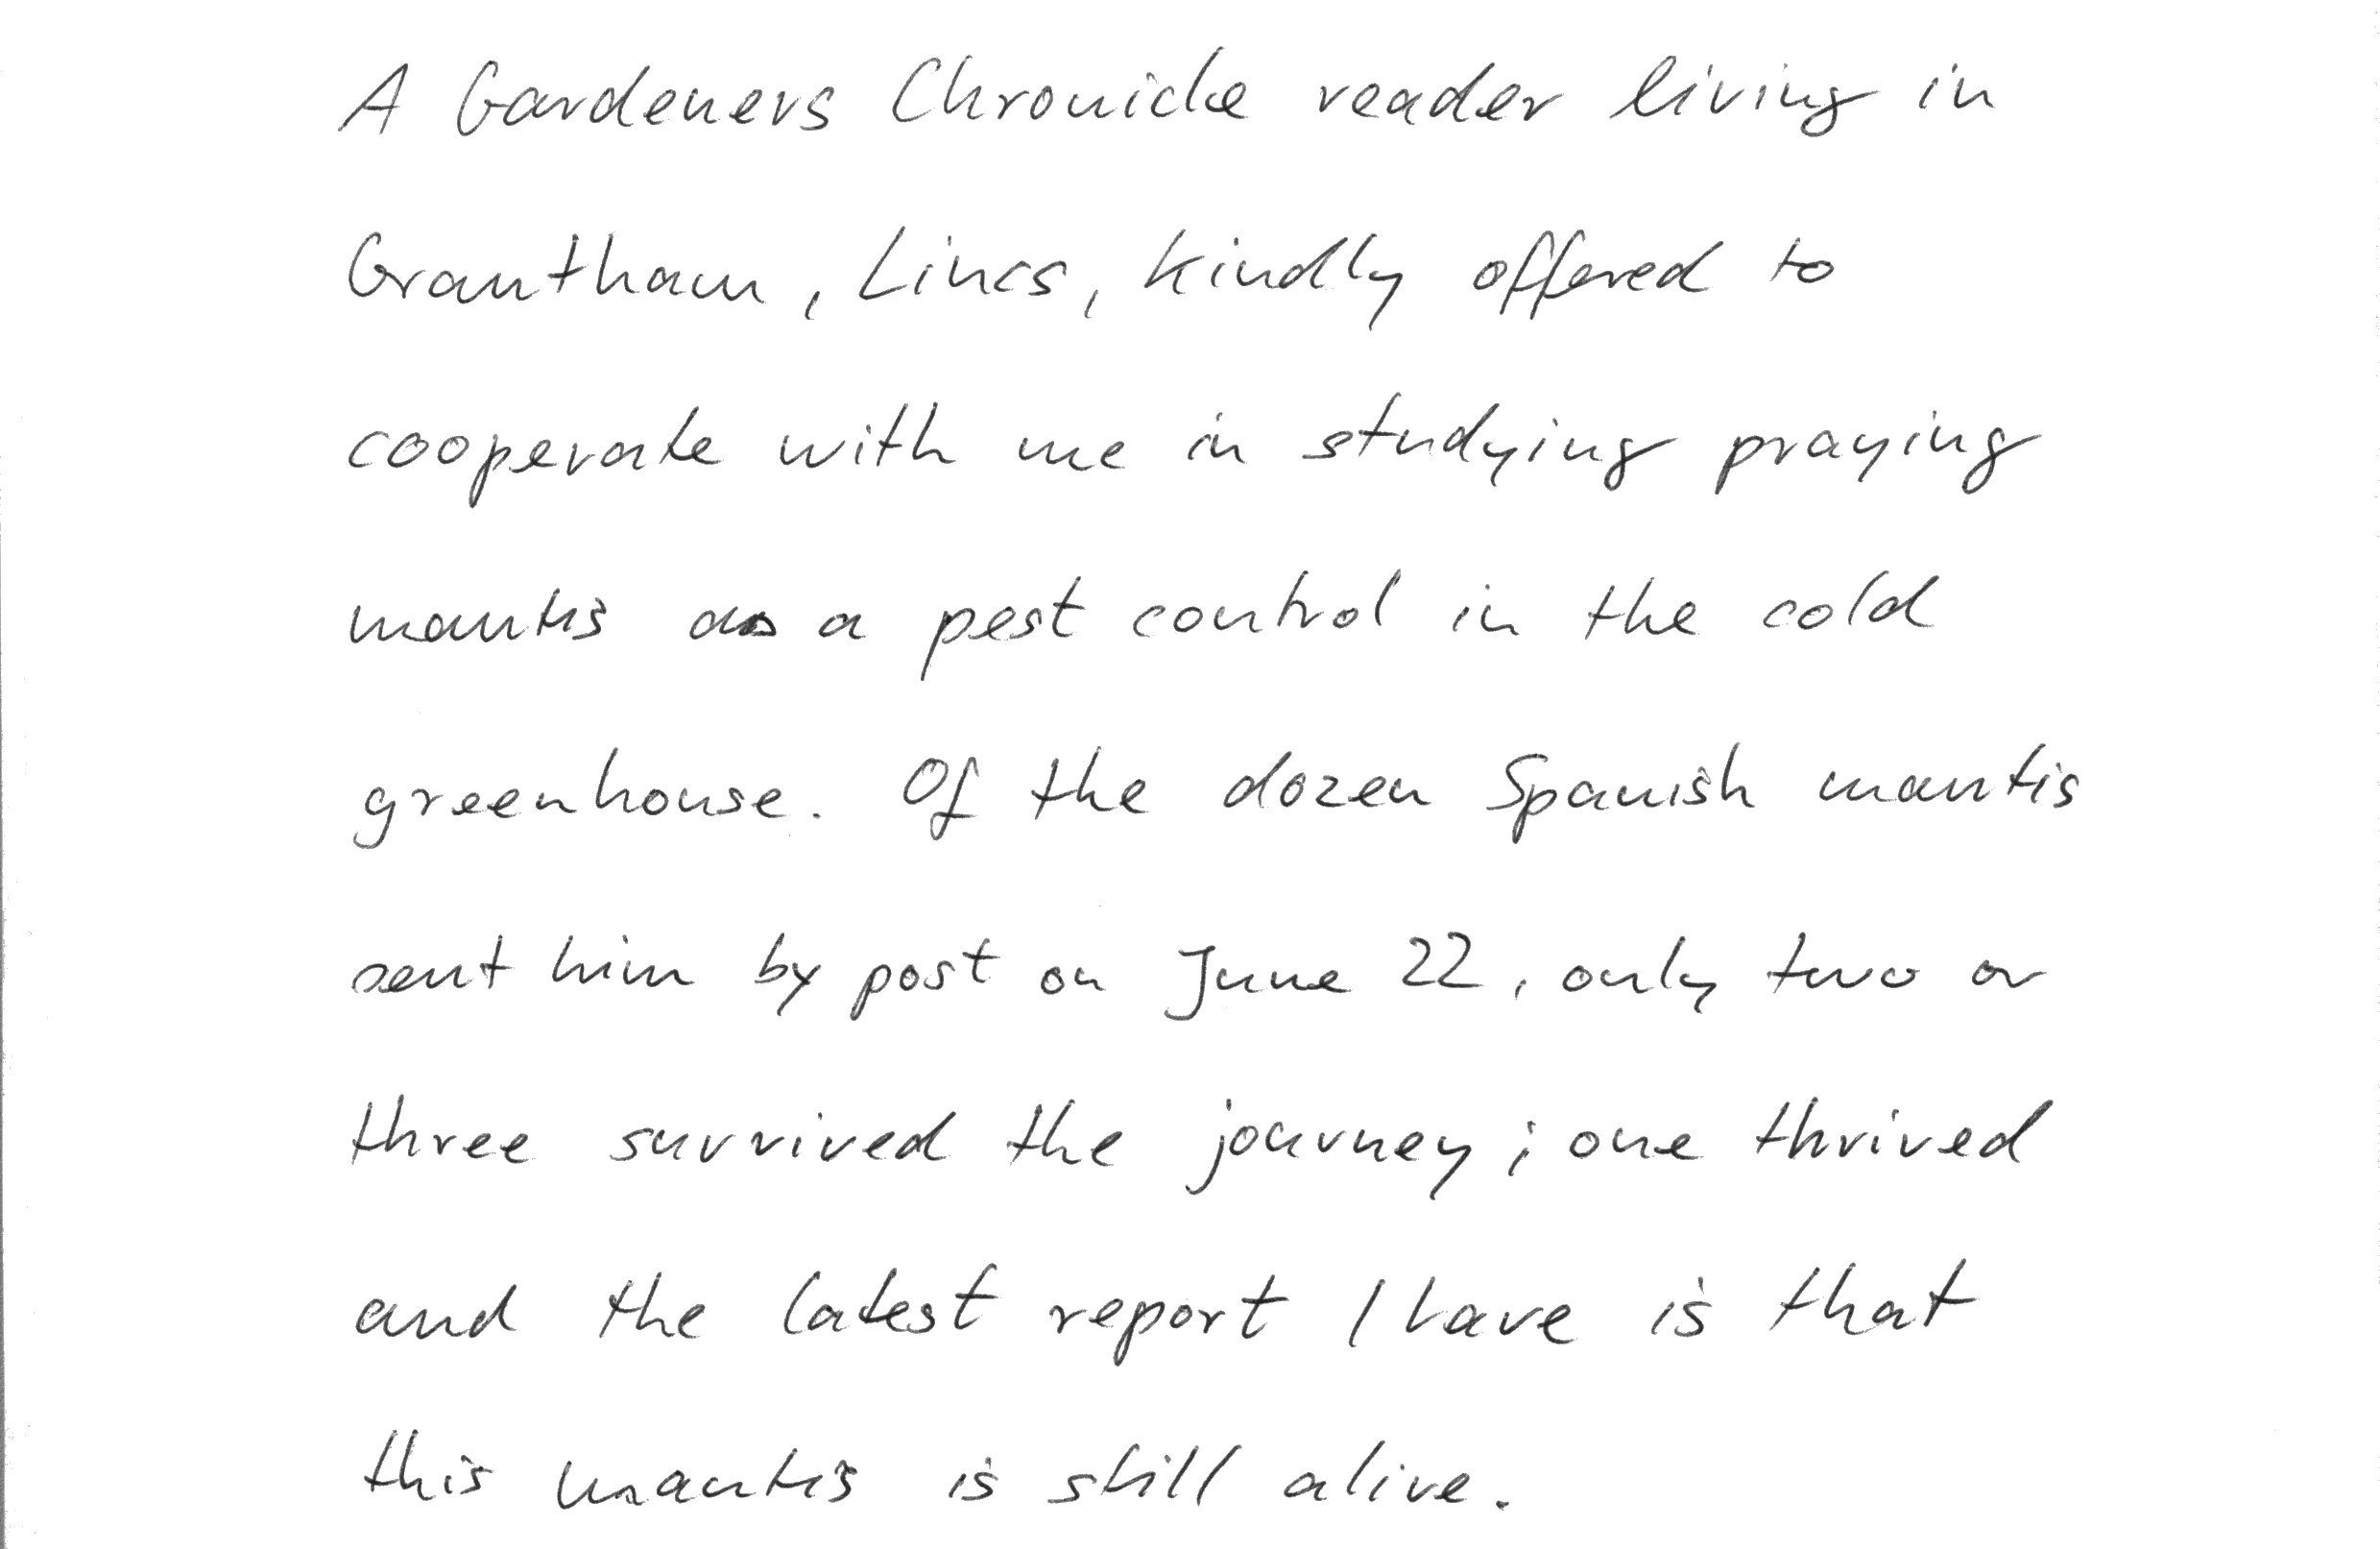 A Gardeners Chronicle reader living in
Grantham, Lincs, kindly offered to
cooperate with me in studying praying
mantis as a pest control in the cold
greenhouse. Of the dozen Spanish mantis
sent him by post on June 22, only two or
three survived the journey; one thrived
and the latest report I have is that
this mantis is still alive.